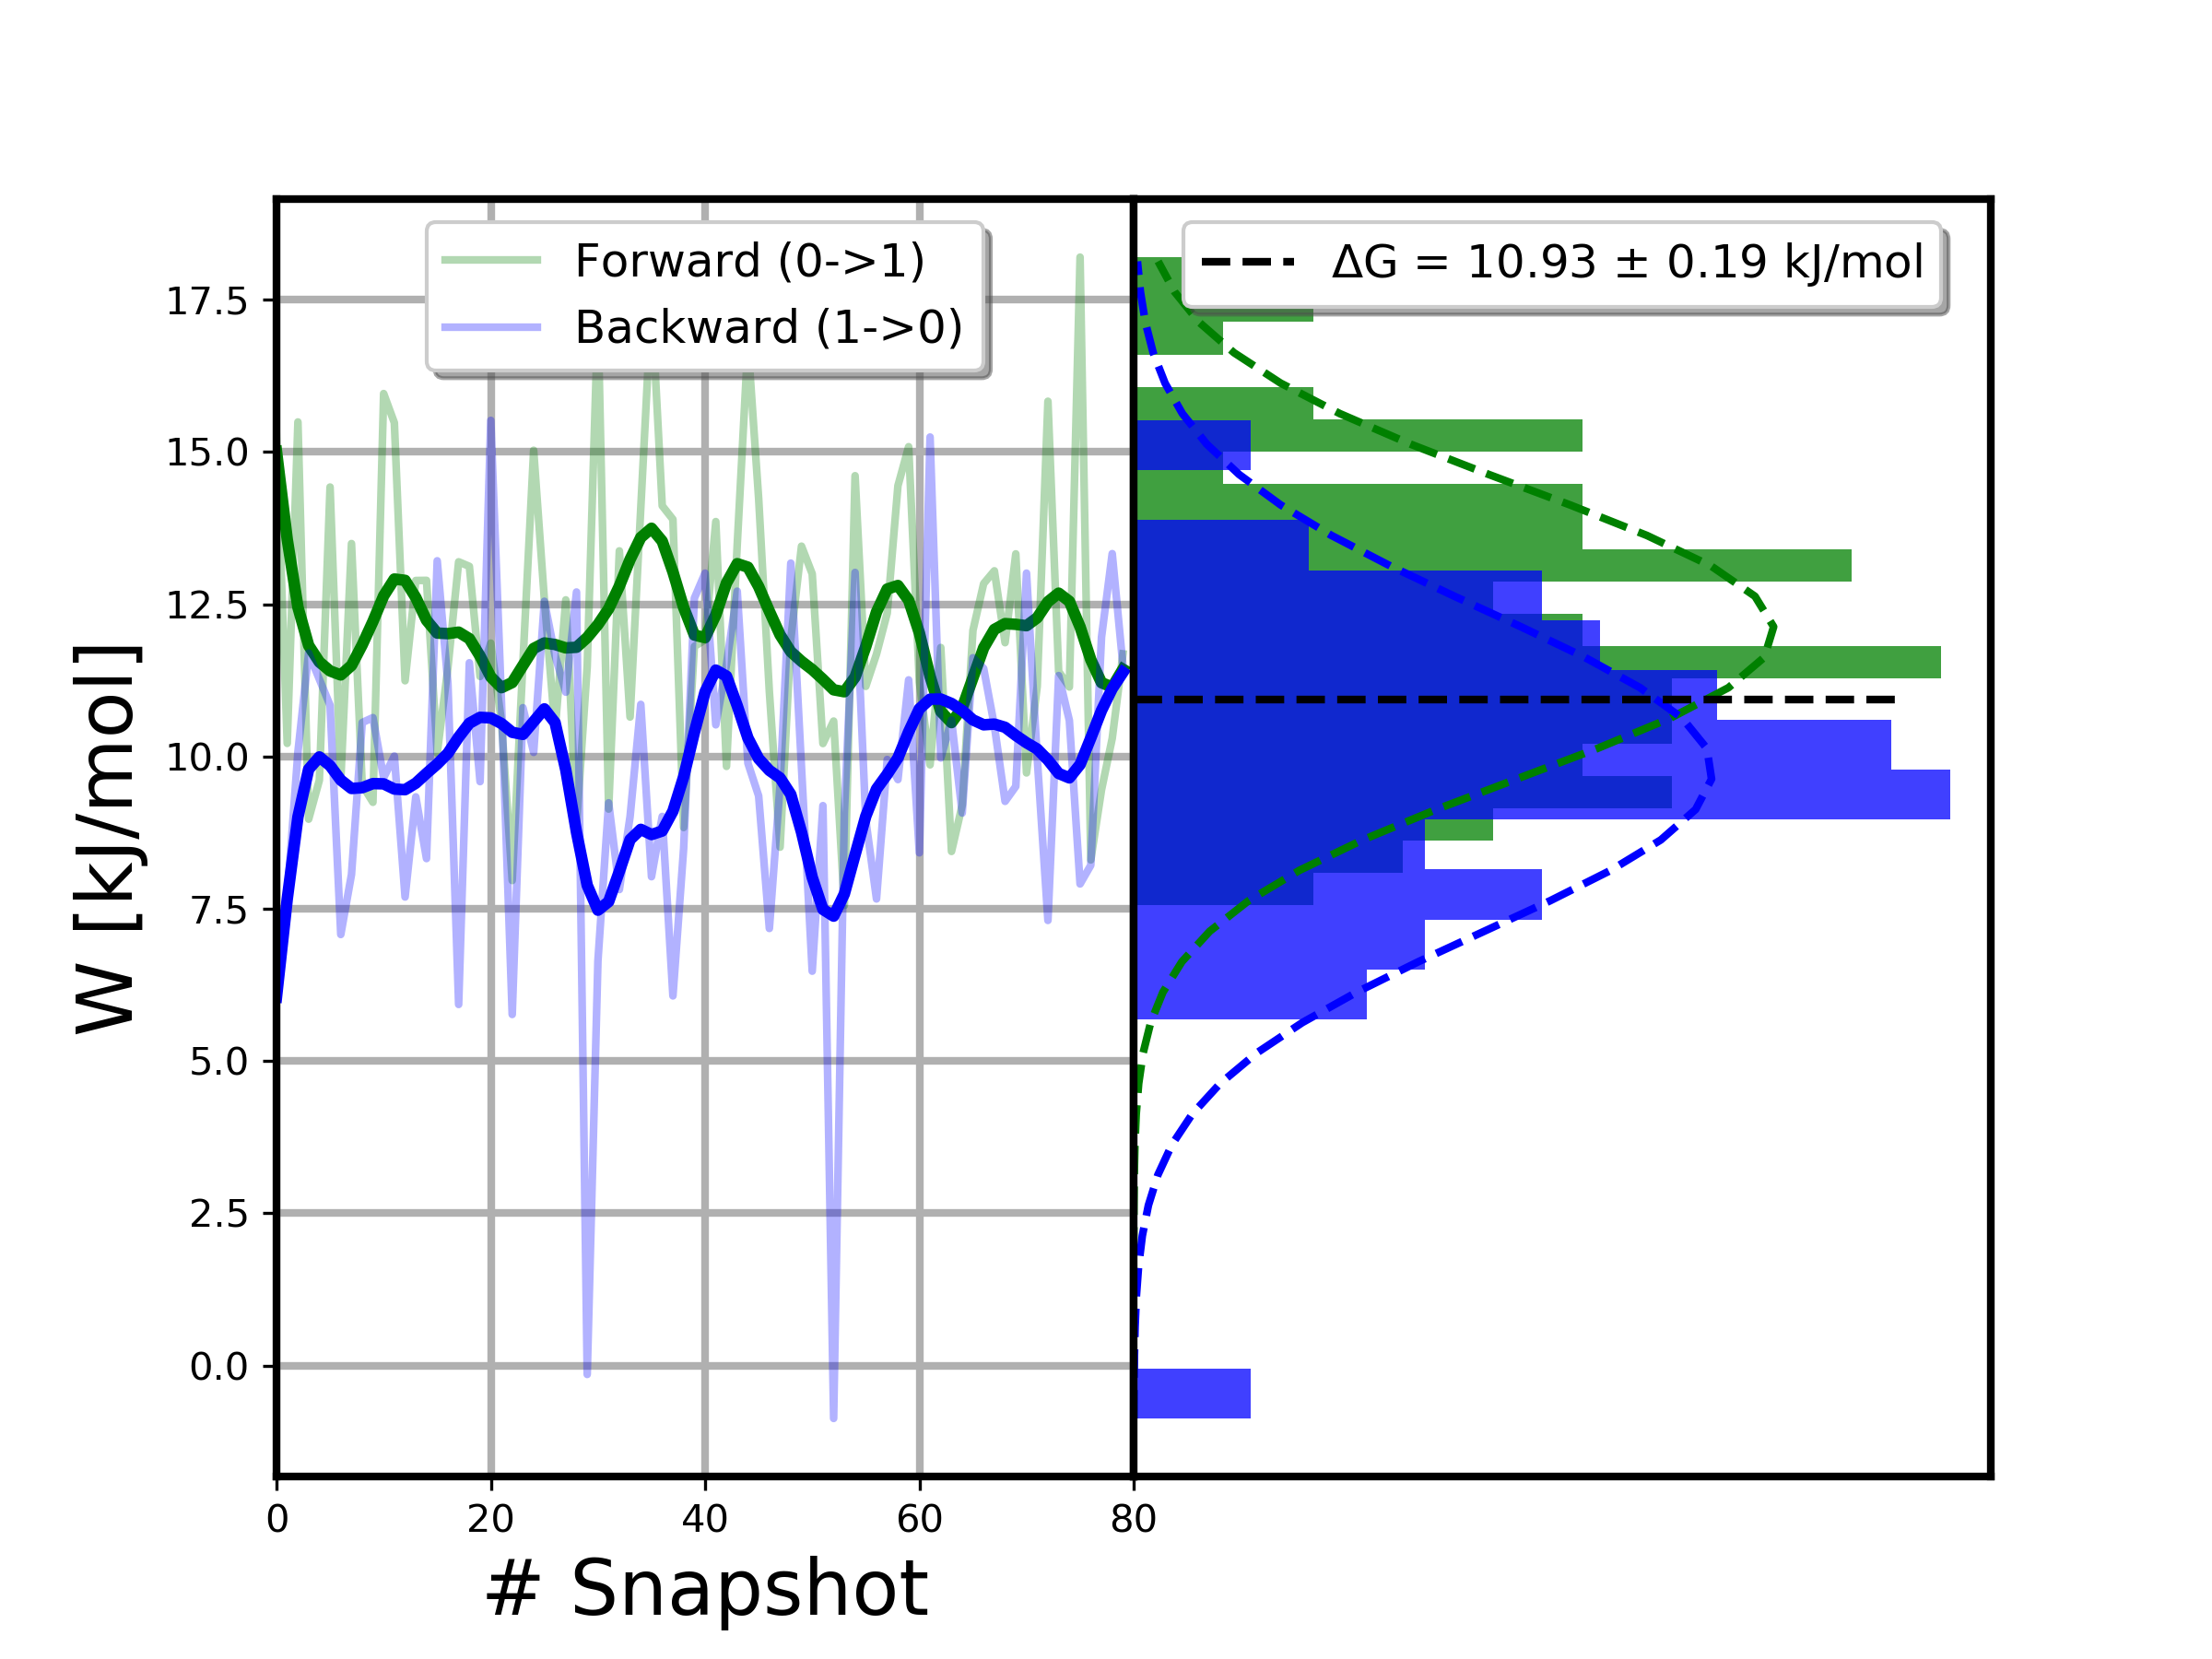 Forward (0->1)
Backward (1->0)
ΔG = 10.93 ± 0.19 kJ/mol
W [kJ/mol]
17.5
15.0
12.5
10.0
7.5
5.0
2.5
0.0
0 20 40 60 80
# Snapshot